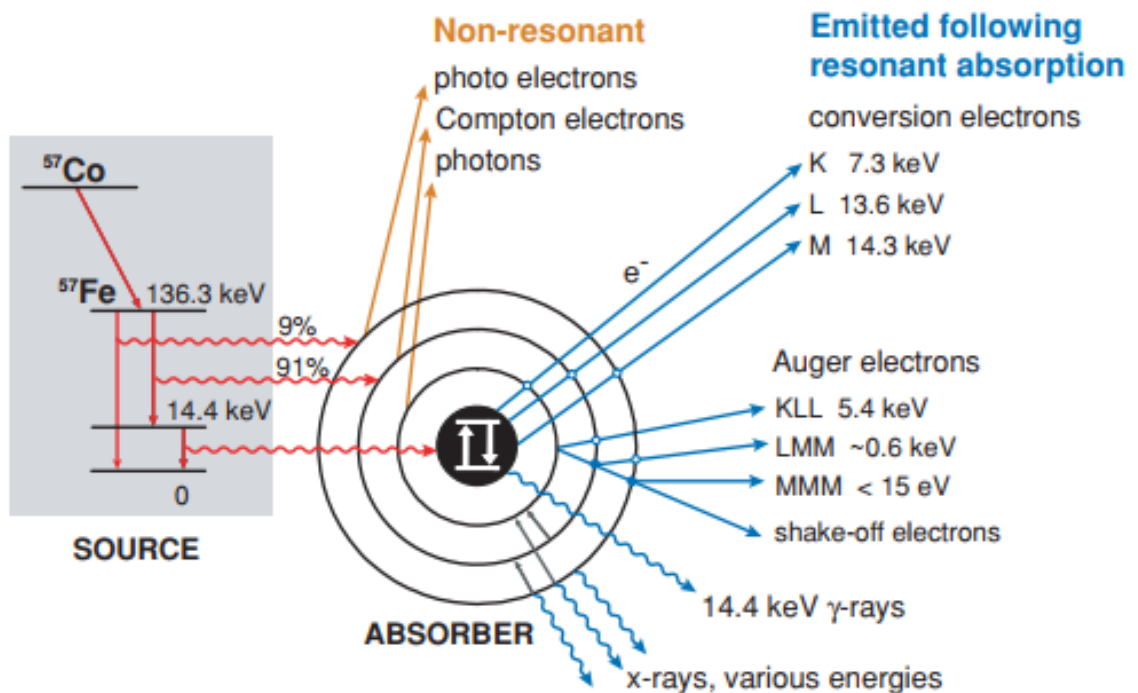 Non-resonant
photo electrons
Compton electrons
photons
Emitted following
resonant absorption
conversion electrons
K 7.3 keV
L 13.6 keV
M 14.3 keV
e⁻
⁵⁷Co
⁵⁷Fe 136.3 keV
9%
91%
14.4 keV
0
SOURCE
ABSORBER
Auger electrons
KLL 5.4 keV
LMM ~0.6 keV
MMM < 15 eV
shake-off electrons
14.4 keV γ-rays
x-rays, various energies